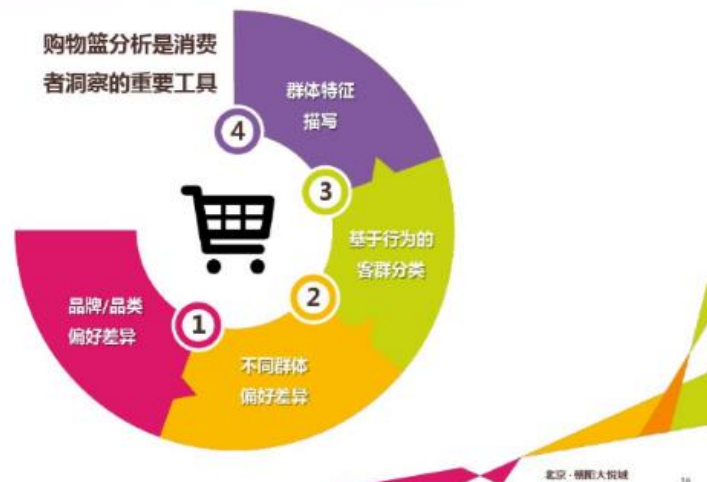 购物篮分析是消费
者洞察的重要工具
群体特征
描写
4
3
基于行为的
客群分类
2
品牌/品类
偏好差异
1
不同群体
偏好差异
北京·朝阳大悦城